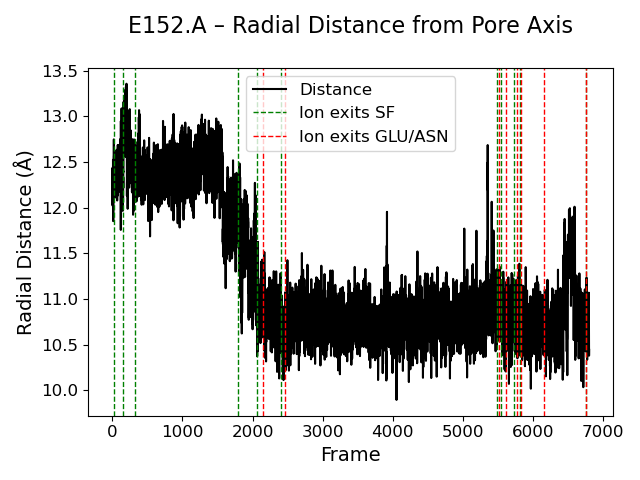 E152.A – Radial Distance from Pore Axis
Distance
Ion exits SF
Ion exits GLU/ASN
Radial Distance (Å)
13.5
13.0
12.5
12.0
11.5
11.0
10.5
10.0
0 1000 2000 3000 4000 5000 6000 7000
Frame